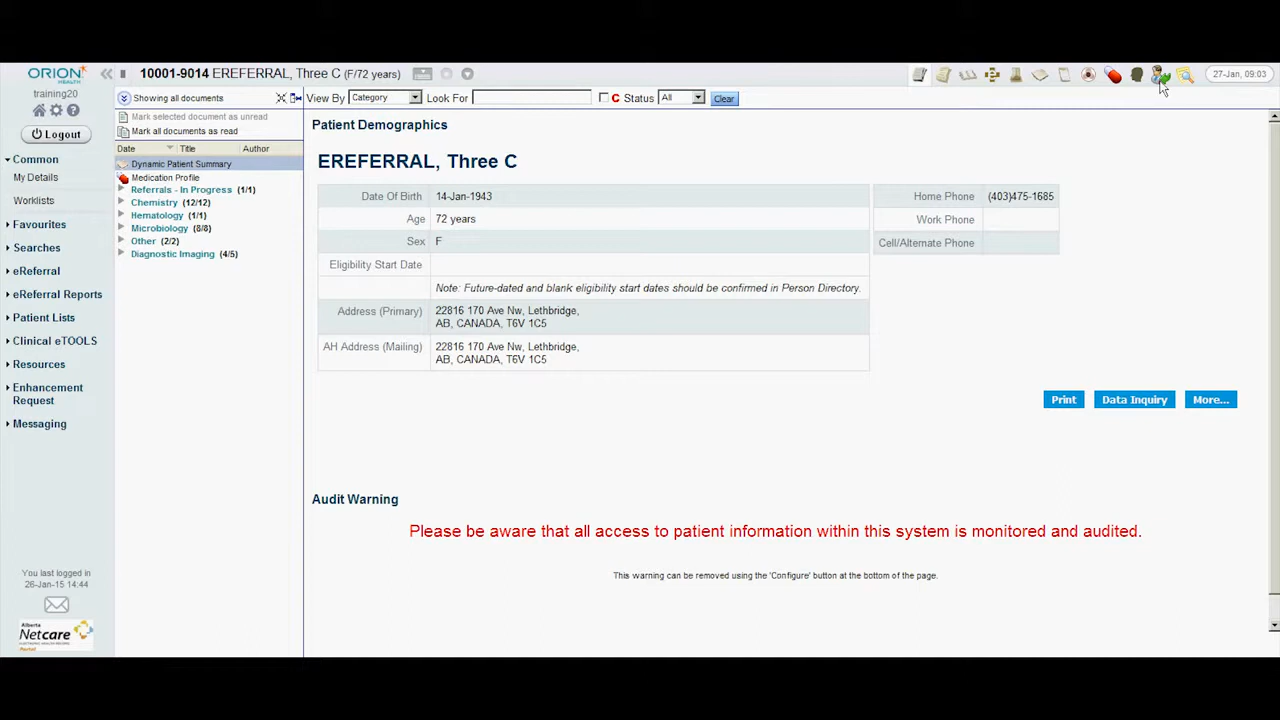 ORION
HEALTH
training20
Logout
Common
My Details
Worklists
Favourites
Searches
eReferral
eReferral Reports
Patient Lists
Clinical eTOOLS
Resources
Enhancement
Request
Messaging
You last logged in
26-Jan-15 14:44
Alberta
Netcare
Portal
10001-9014 EREFERRAL, Three C (F/72 years)
27-Jan, 09:03
Showing all documents
View By Category Look For C Status All Clear
Mark selected document as unread
Mark all documents as read
Date Title Author
Dynamic Patient Summary
Medication Profile
Referrals - In Progress (1/1)
Chemistry (12/12)
Hematology (1/1)
Microbiology (8/8)
Other (2/2)
Diagnostic Imaging (4/5)
Patient Demographics
EREFERRAL, Three C
Date Of Birth 14-Jan-1943
Age 72 years
Sex F
Eligibility Start Date
Note: Future-dated and blank eligibility start dates should be confirmed in Person Directory.
Address (Primary) 22816 170 Ave Nw, Lethbridge,
AB, CANADA, T6V 1C5
AH Address (Mailing) 22816 170 Ave Nw, Lethbridge,
AB, CANADA, T6V 1C5
Home Phone (403)475-1685
Work Phone
Cell/Alternate Phone
Print Data Inquiry More...
Audit Warning
Please be aware that all access to patient information within this system is monitored and audited.
This warning can be removed using the 'Configure' button at the bottom of the page.